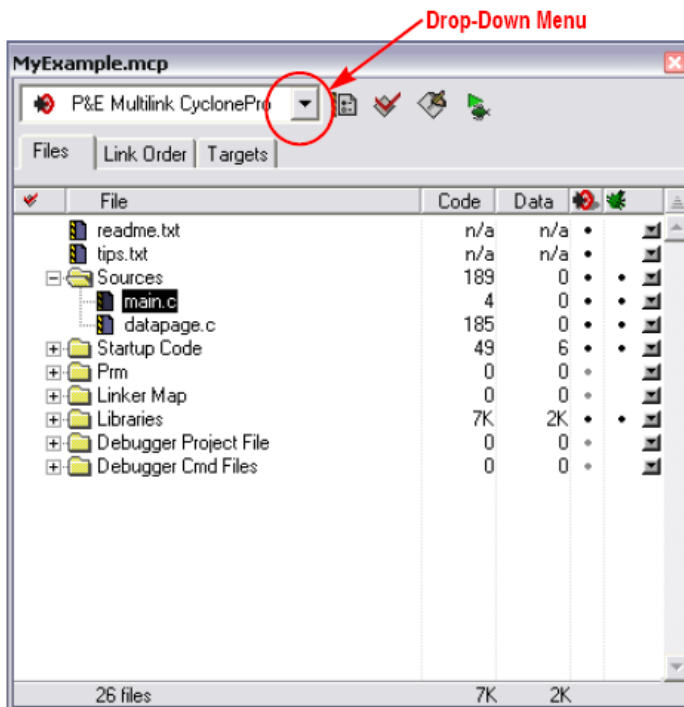 Drop-Down Menu
MyExample.mcp
P&E Multilink CyclonePro
Files Link Order Targets
File Code Data
readme.txt n/a n/a
tips.txt n/a n/a
Sources 189 0
main.c 4 0
datapage.c 185 0
Startup Code 49 6
Prm 0 0
Linker Map 0 0
Libraries 7K 2K
Debugger Project File 0 0
Debugger Cmd Files 0 0
26 files 7K 2K